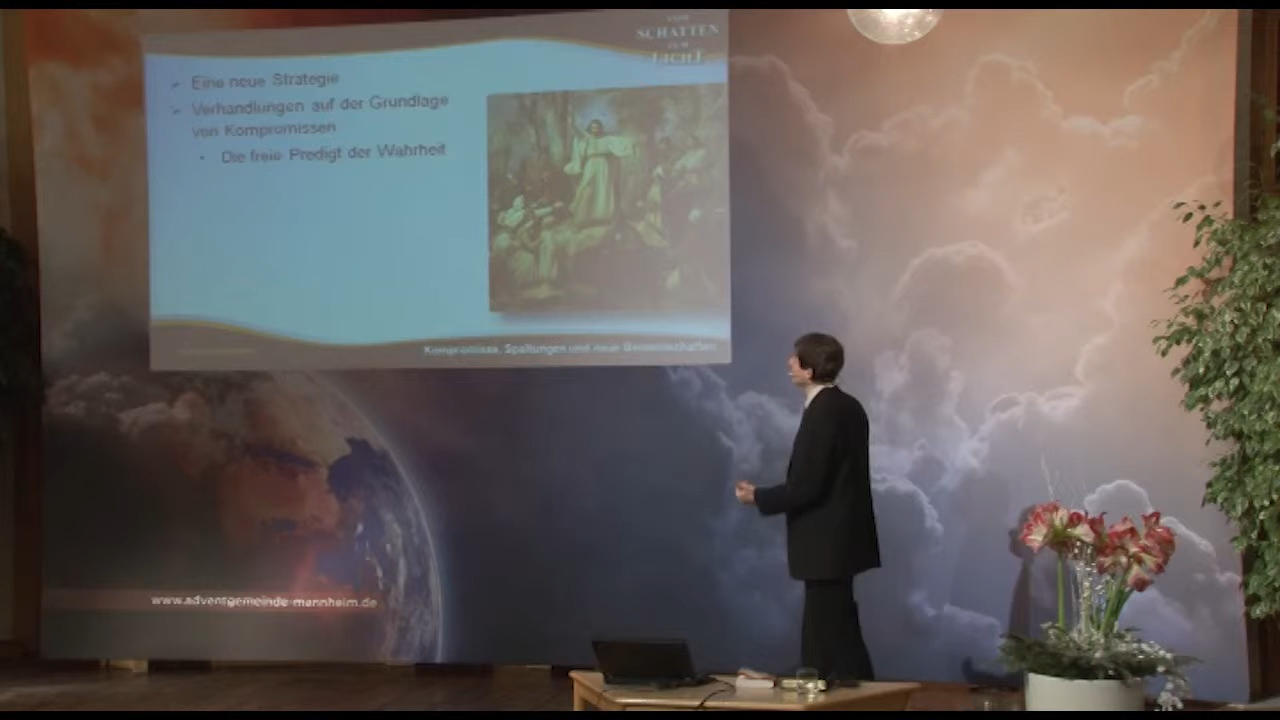 VOM
SCHATTEN
ZUM
LICHT
Eine neue Strategie
Verhandlungen auf der Grundlage
von Kompromissen
Die freie Predigt der Wahrheit
Kompromisse, Spaltungen und neue Gemeinschaften
www.adventgemeinde-mannheim.de